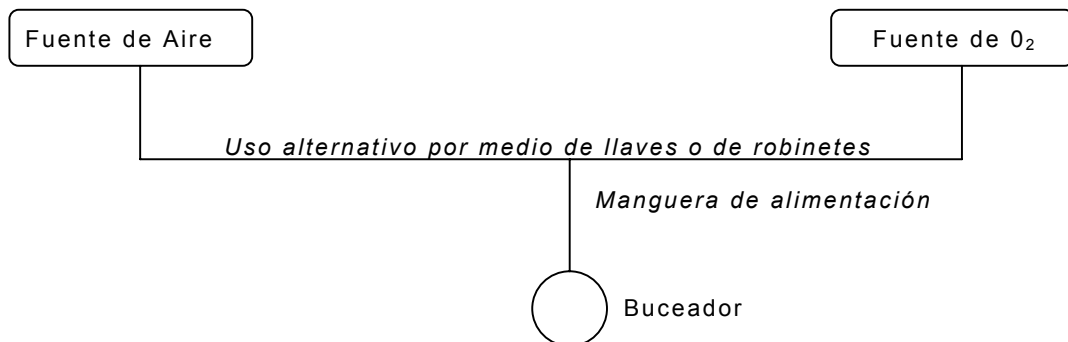 Fuente de Aire
Fuente de 0₂
Uso alternativo por medio de llaves o de robinetes
Manguera de alimentación
Buceador